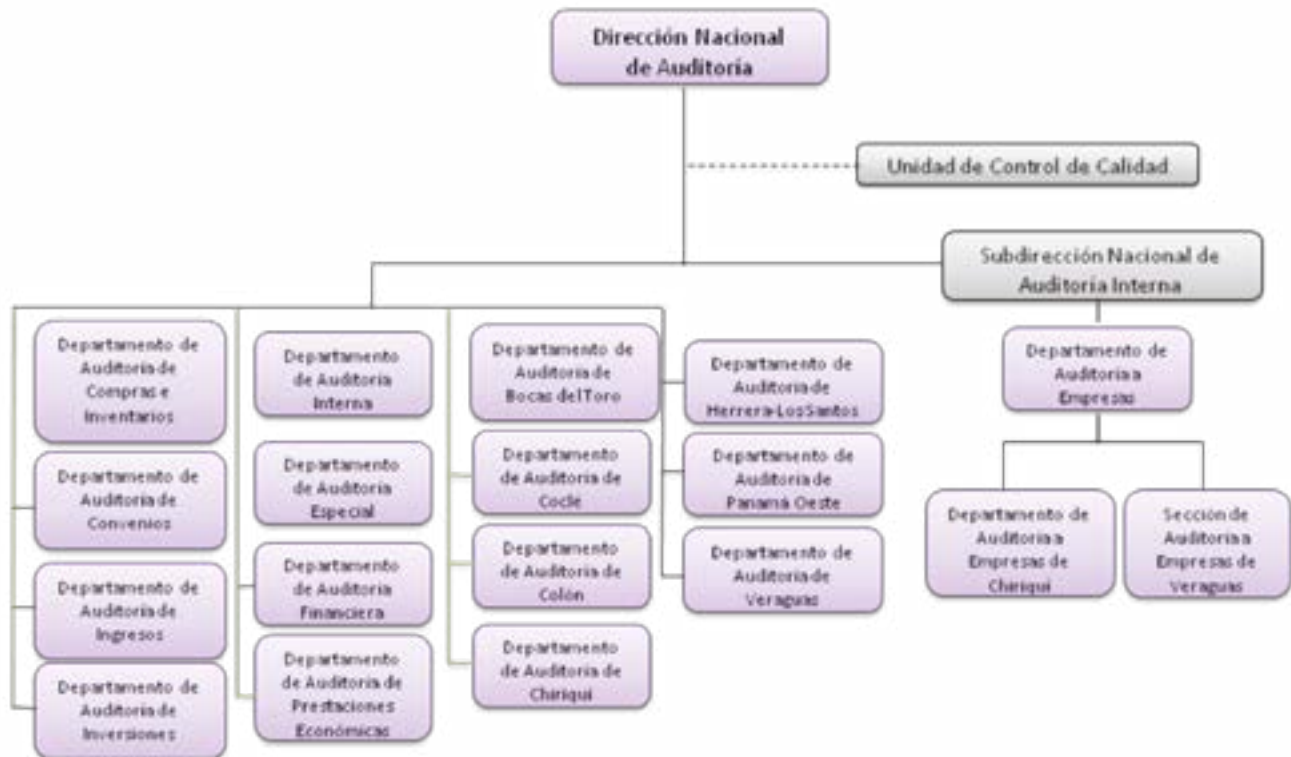 Dirección Nacional
de Auditoría
Unidad de Control de Calidad
Subdirección Nacional de
Auditoría Interna
Departamento de
Auditoría de
Compras e
Inventarios
Departamento de
Auditoría de
Convenios
Departamento de
Auditoría de
Ingresos
Departamento de
Auditoría de
Inversiones
Departamento
de Auditoría
Interna
Departamento
de Auditoría
Especial
Departamento
de Auditoría
Financiera
Departamento
de Auditoría de
Prestaciones
Económicas
Departamento de
Auditoría de
Bocas del Toro
Departamento
de Auditoría de
Coclé
Departamento
de Auditoría de
Colón
Departamento
de Auditoría de
Chiriquí
Departamento de
Auditoría de
Herrera-Los Santos
Departamento de
Auditoría de
Panamá Oeste
Departamento de
Auditoría de
Veraguas
Departamento de
Auditoría a
Empresas
Departamento de
Auditoría a
Empresas de
Chiriquí
Sección de
Auditoría a
Empresas de
Veraguas